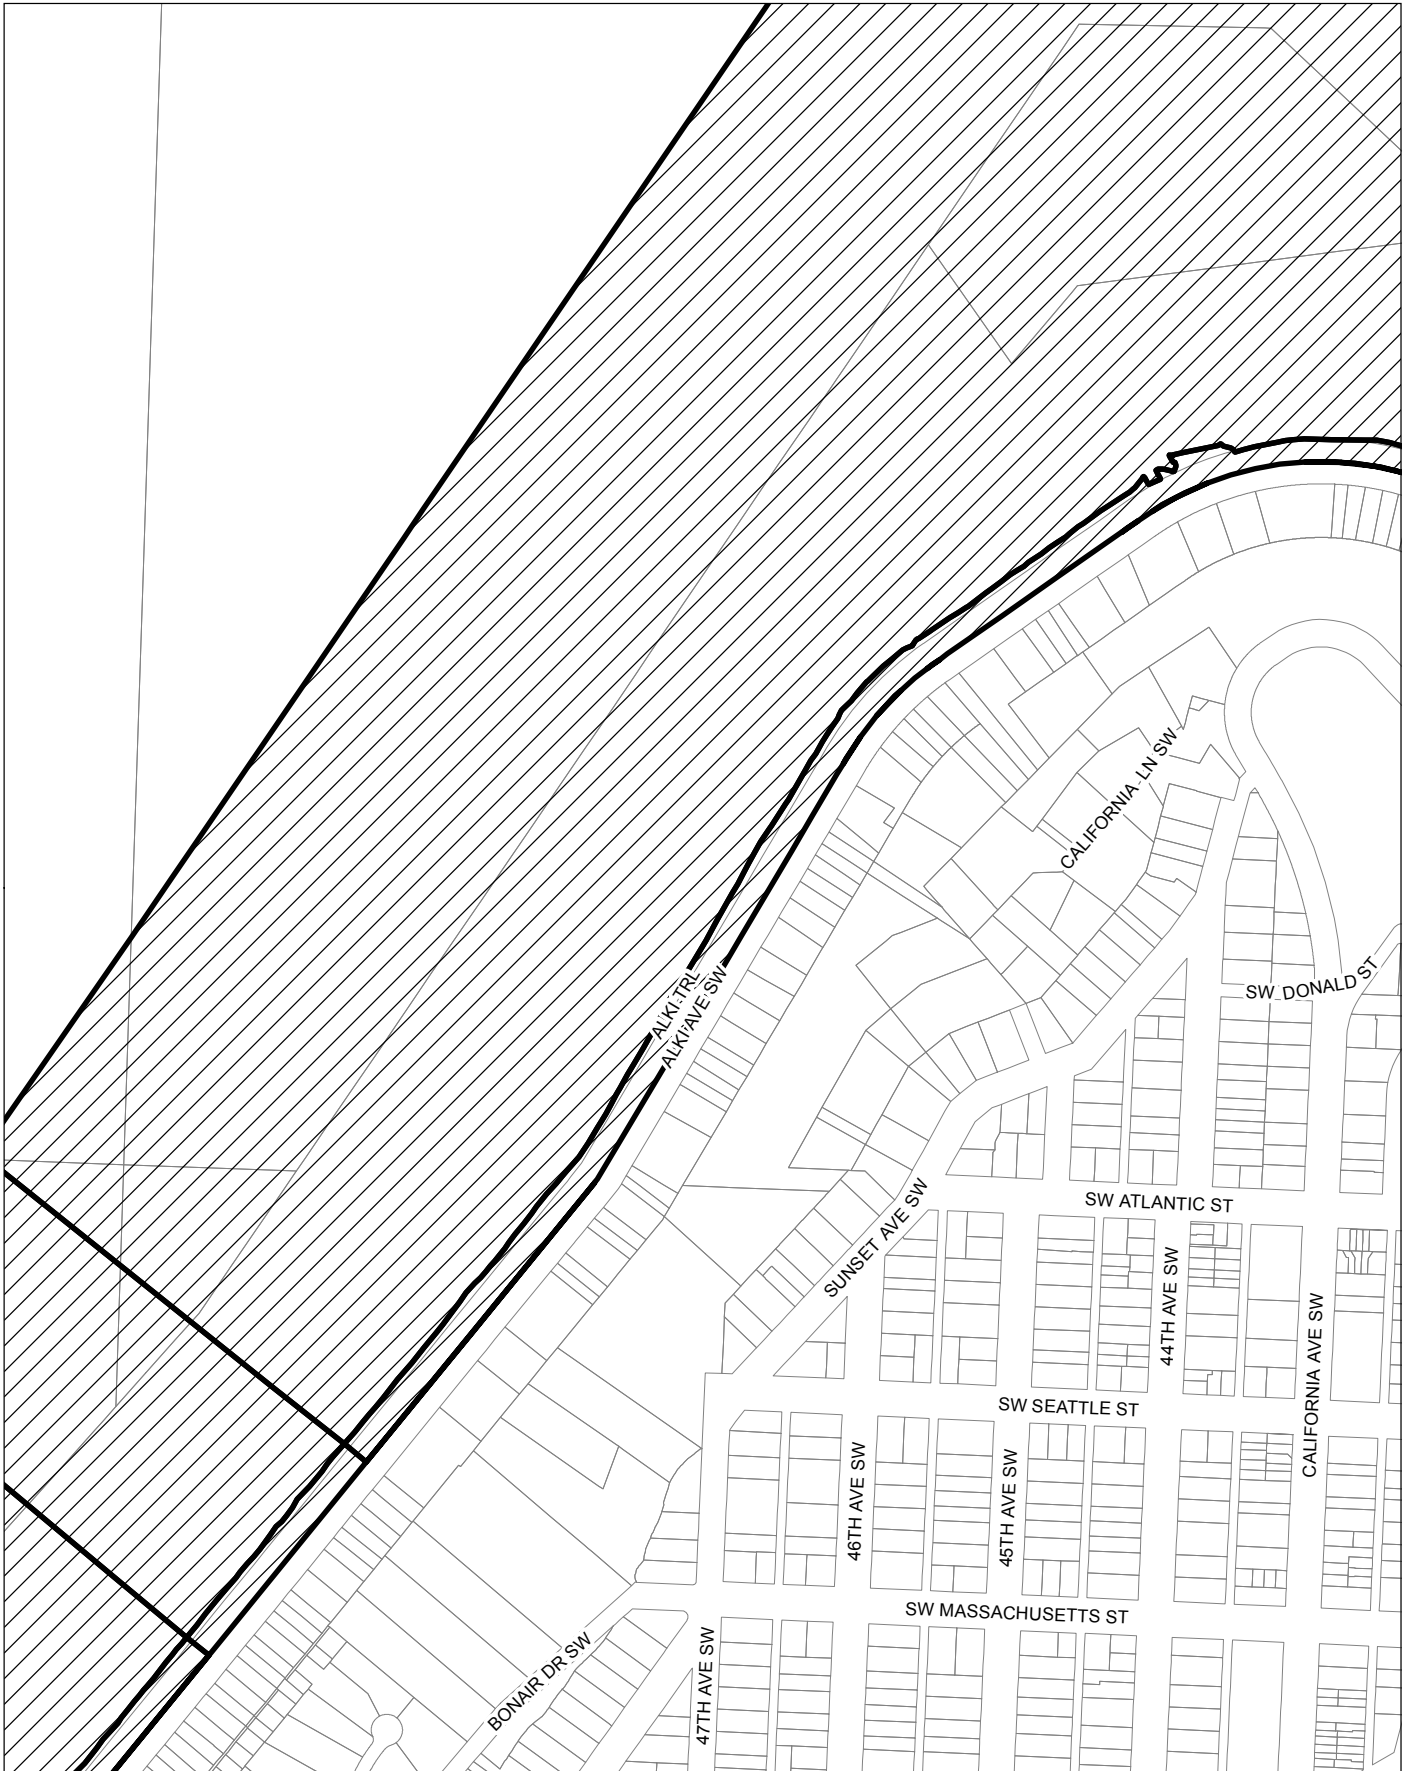 CALIFORNIA LN SW
ALKI TRL
ALKI AVE SW
SW DONALD ST
SW ATLANTIC ST
SUNSET AVE SW
44TH AVE SW
CALIFORNIA AVE SW
SW SEATTLE ST
46TH AVE SW
45TH AVE SW
SW MASSACHUSETTS ST
BONAIR DR SW
47TH AVE SW